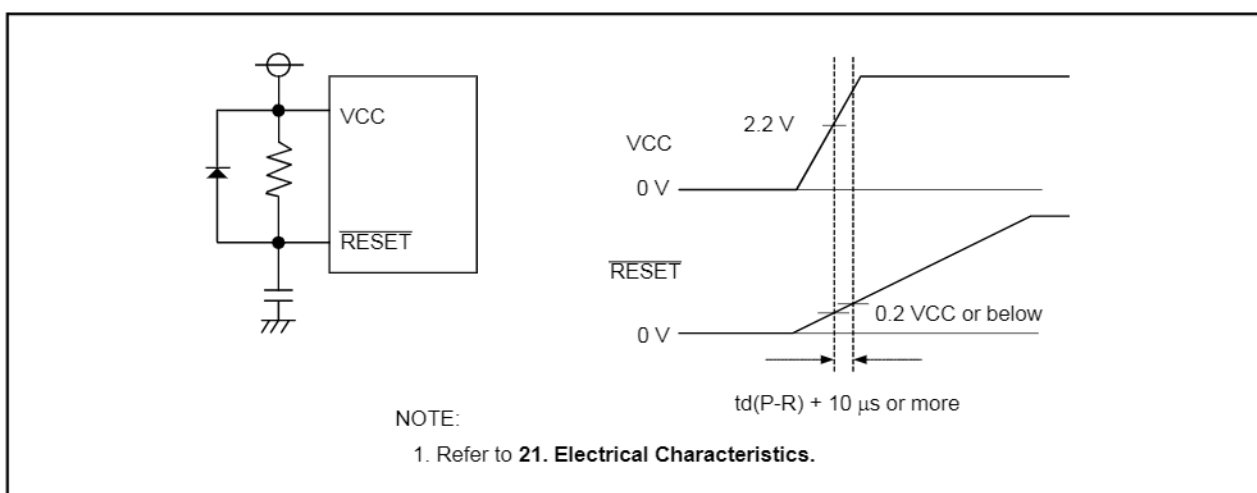 VCC
RESET
VCC
2.2 V
0 V
RESET
0.2 VCC or below
0 V
td(P-R) + 10 μs or more
NOTE:
1. Refer to 21. Electrical Characteristics.